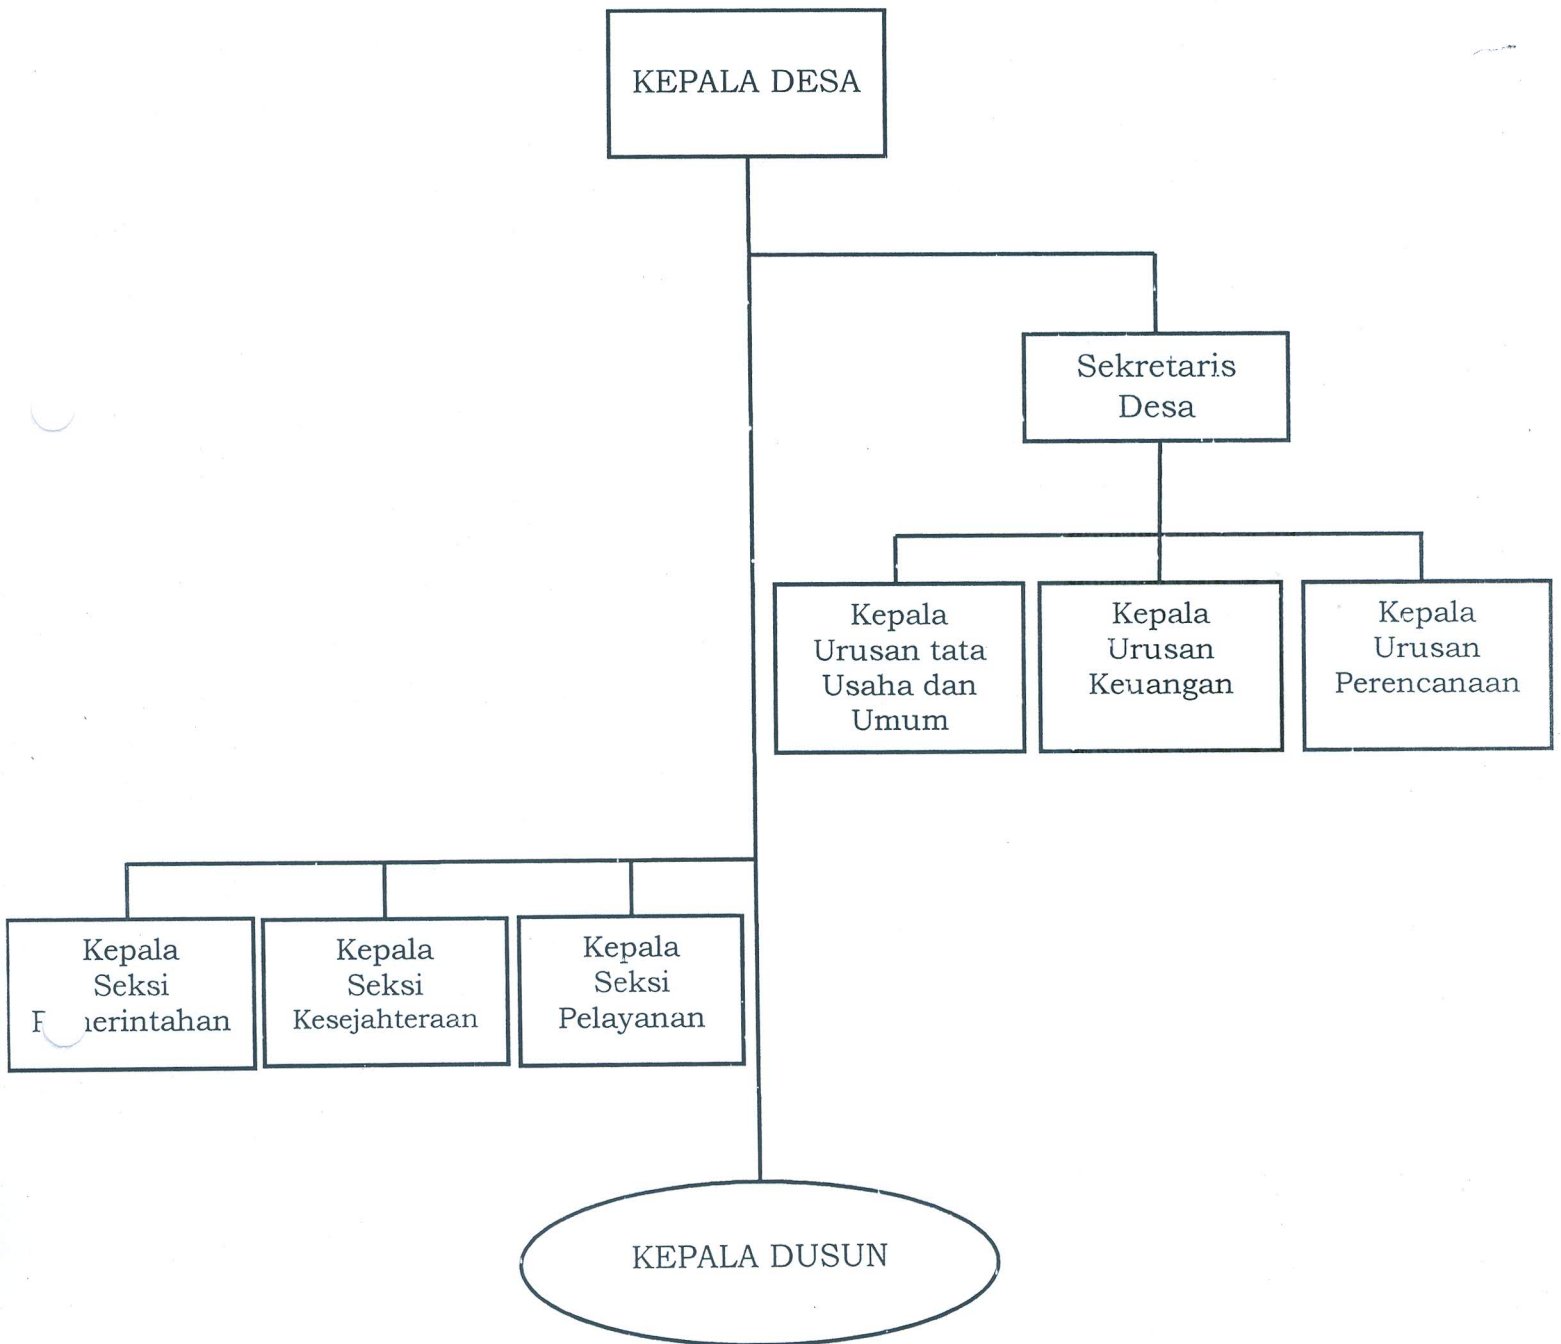 KEPALA DESA
Sekretaris
Desa
Kepala
Urusan tata
Usaha dan
Umum
Kepala
Urusan
Keuangan
Kepala
Urusan
Perencanaan
Kepala
Seksi
Kepala
Seksi
Kesejahteraan
Kepala
Seksi
Pelayanan
KEPALA DUSUN